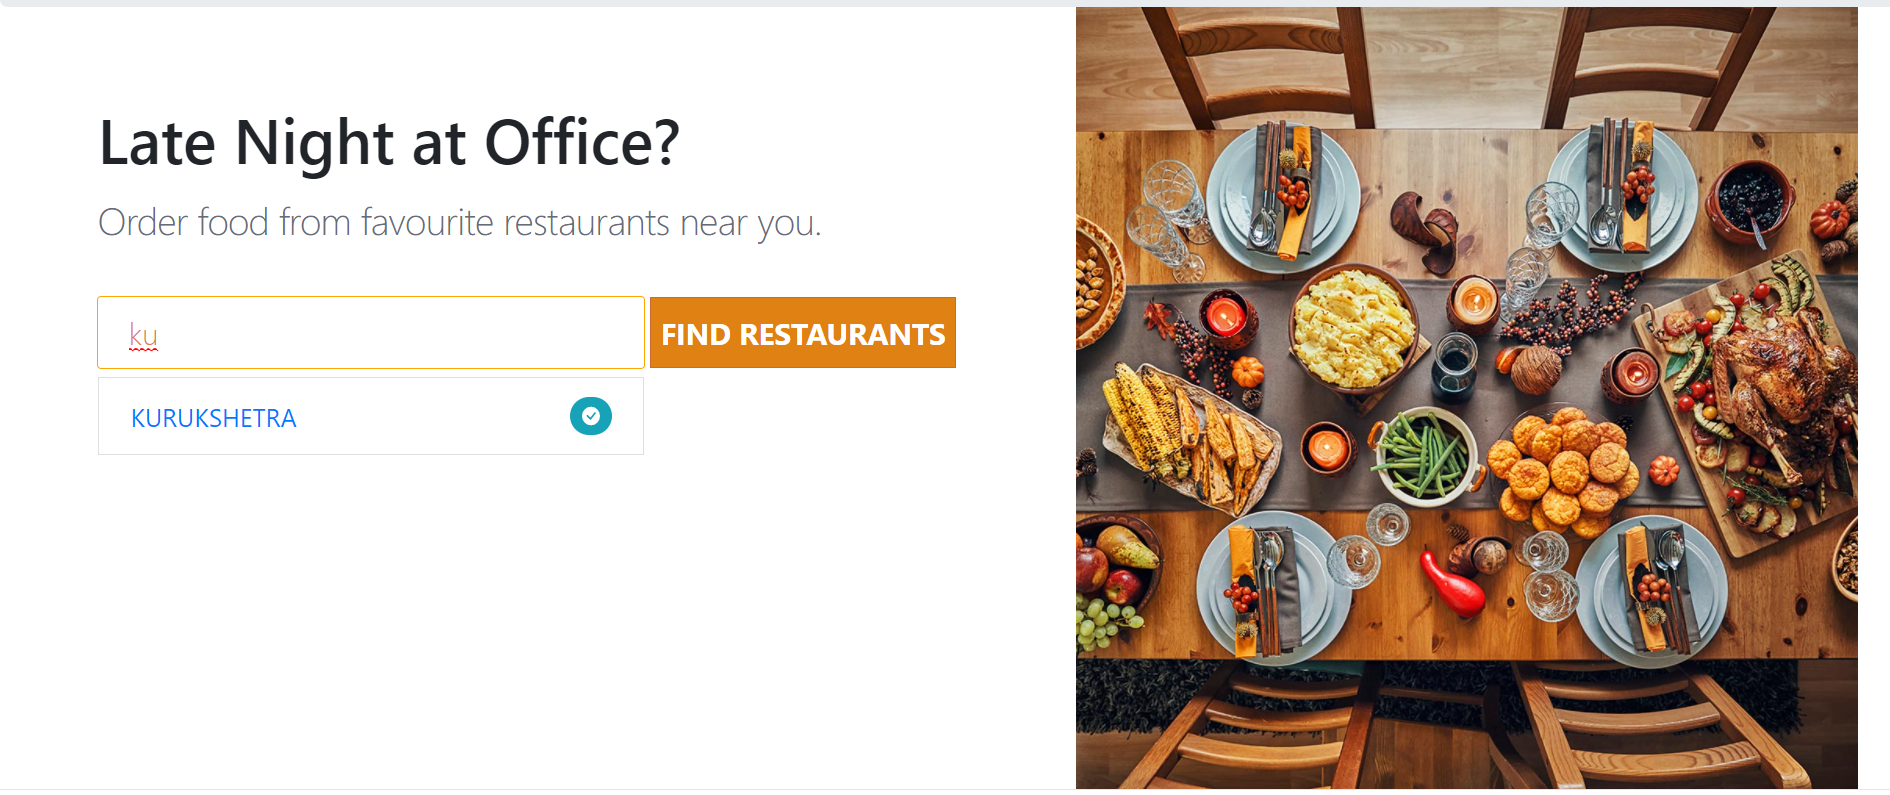 Late Night at Office?
Order food from favourite restaurants near you.
ku
FIND RESTAURANTS
KURUKSHETRA